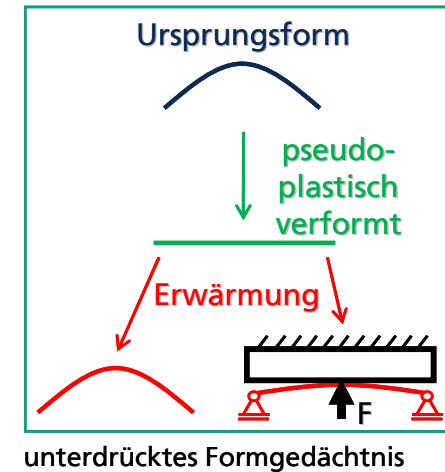 Ursprungsform
pseudo-
plastisch
verformt
Erwärmung
F
unterdrücktes Formgedächtnis